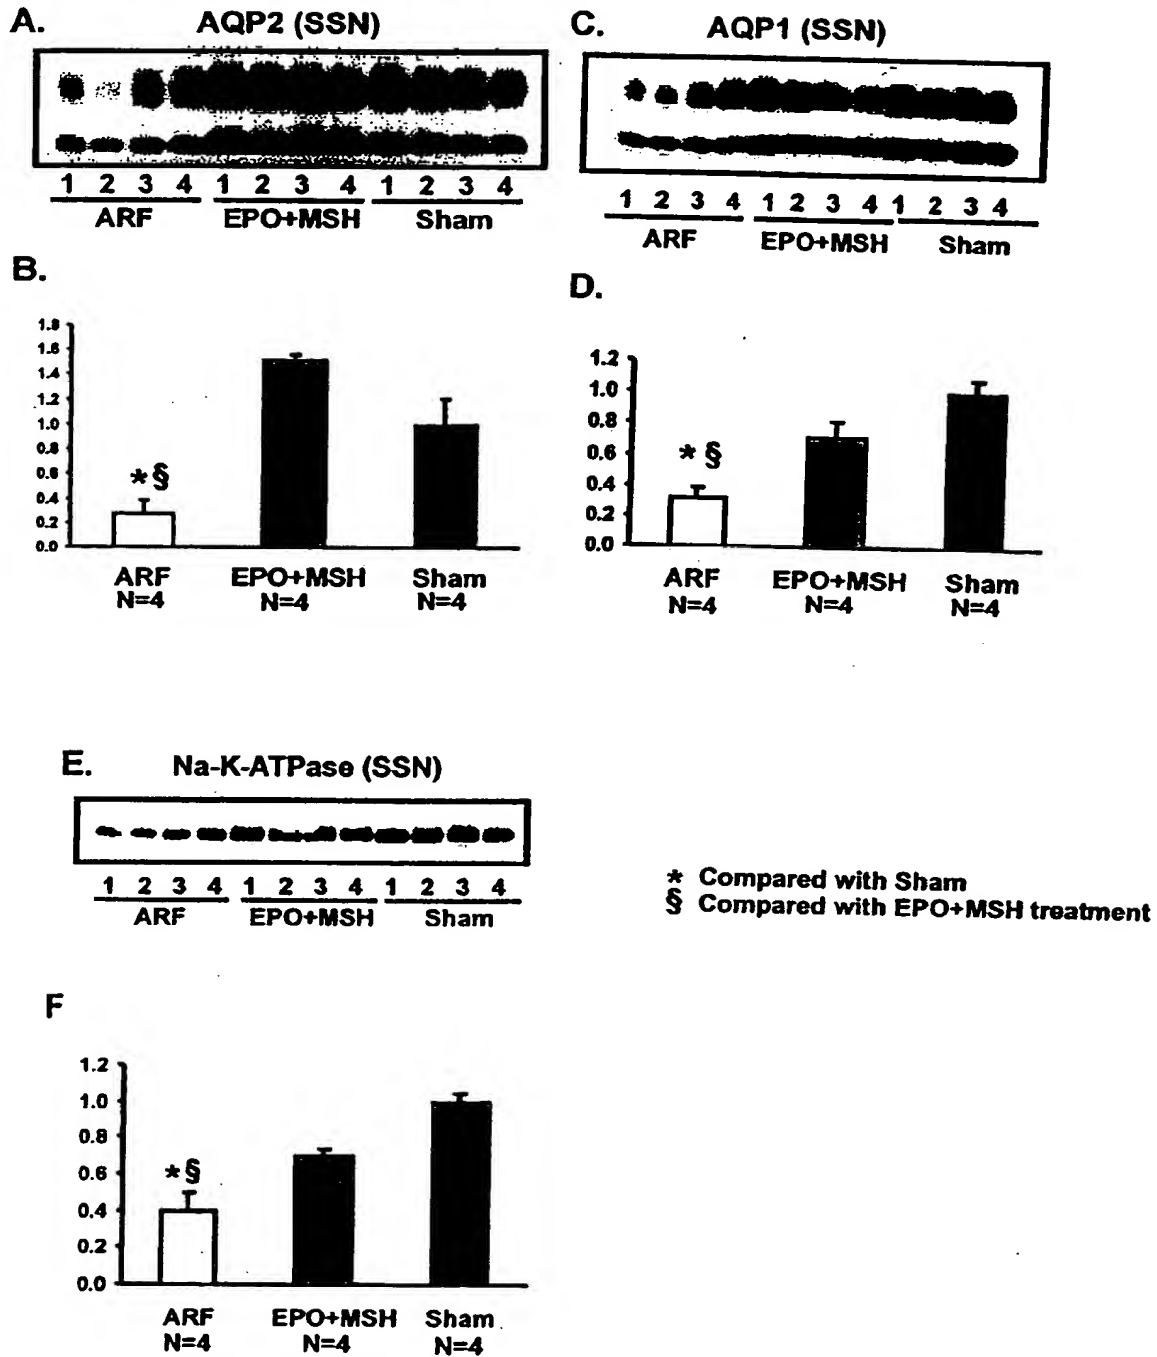 A.
AQP2 (SSN)
1 2 3 4 1 2 3 4 1 2 3 4
ARF EPO+MSH Sham
C.
AQP1 (SSN)
1 2 3 4 1 2 3 4 1 2 3 4
ARF EPO+MSH Sham
B.
1.8
1.6
1.4
1.2
1.0
0.8
0.6
0.4
0.2
0.0
*§
ARF EPO+MSH Sham
N=4 N=4 N=4
D.
1.2
1.0
0.8
0.6
0.4
0.2
0.0
* §
ARF EPO+MSH Sham
N=4 N=4 N=4
E.
Na-K-ATPase (SSN)
1 2 3 4 1 2 3 4 1 2 3 4
ARF EPO+MSH Sham
* Compared with Sham
§ Compared with EPO+MSH treatment
F
1.2
1.0
0.8
0.6
0.4
0.2
0.0
*§
ARF EPO+MSH Sham
N=4 N=4 N=4